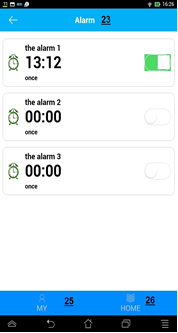 16:26
Alarm 23
the alarm 1
13:12
once
the alarm 2
00:00
once
the alarm 3
00:00
once
25 26
MY HOME